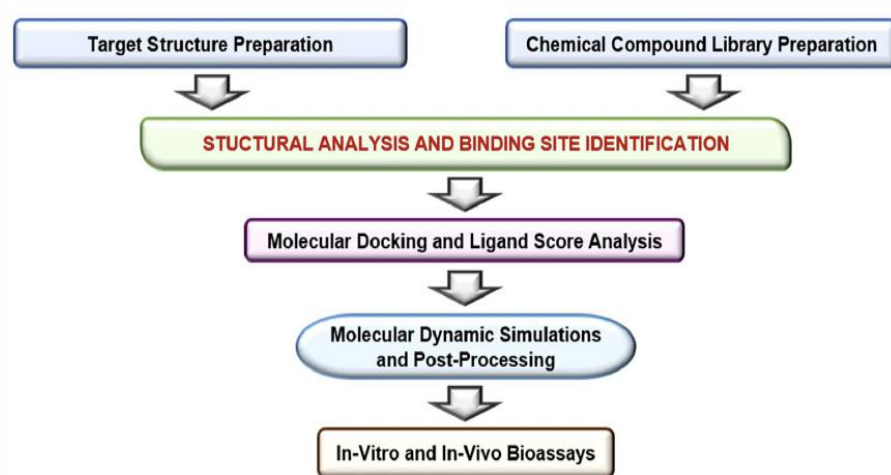 Target Structure Preparation
Chemical Compound Library Preparation
STUCTURAL ANALYSIS AND BINDING SITE IDENTIFICATION
Molecular Docking and Ligand Score Analysis
Molecular Dynamic Simulations
and Post-Processing
In-Vitro and In-Vivo Bioassays